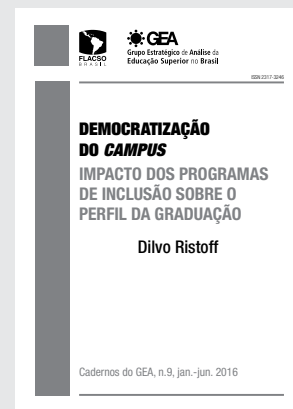 FLACSO
BRASIL
GEA
Grupo Estratégico de Análise da
Educação Superior no Brasil
ISSN 2317-3246
DEMOCRATIZAÇÃO
DO CAMPUS
IMPACTO DOS PROGRAMAS
DE INCLUSÃO SOBRE O
PERFIL DA GRADUAÇÃO
Dilvo Ristoff
Cadernos do GEA, n.9, jan.-jun. 2016